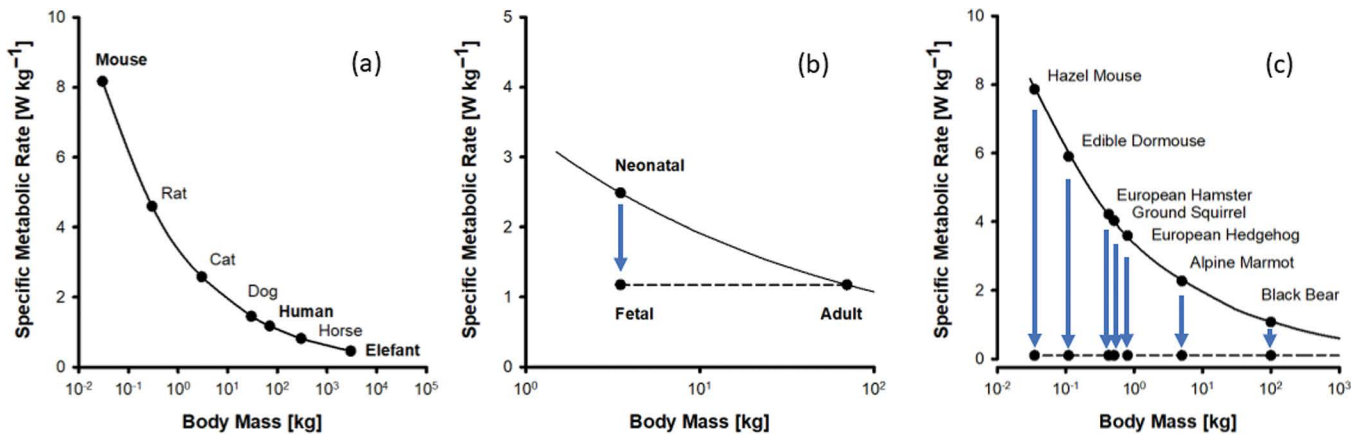 (a)
Specific Metabolic Rate [W kg⁻¹]
10
8
6
4
2
0
Mouse
Rat
Cat
Dog
Human
Horse
Elefant
10⁻² 10⁻¹ 10⁰ 10¹ 10² 10³ 10⁴ 10⁵
Body Mass [kg]
(b)
Specific Metabolic Rate [W kg⁻¹]
5
4
3
2
1
0
Neonatal
Fetal
Adult
10⁰ 10¹ 10²
Body Mass [kg]
(c)
Specific Metabolic Rate [W kg⁻¹]
10
8
6
4
2
0
Hazel Mouse
Edible Dormouse
European Hamster
Ground Squirrel
European Hedgehog
Alpine Marmot
Black Bear
10⁻² 10⁻¹ 10⁰ 10¹ 10² 10³
Body Mass [kg]